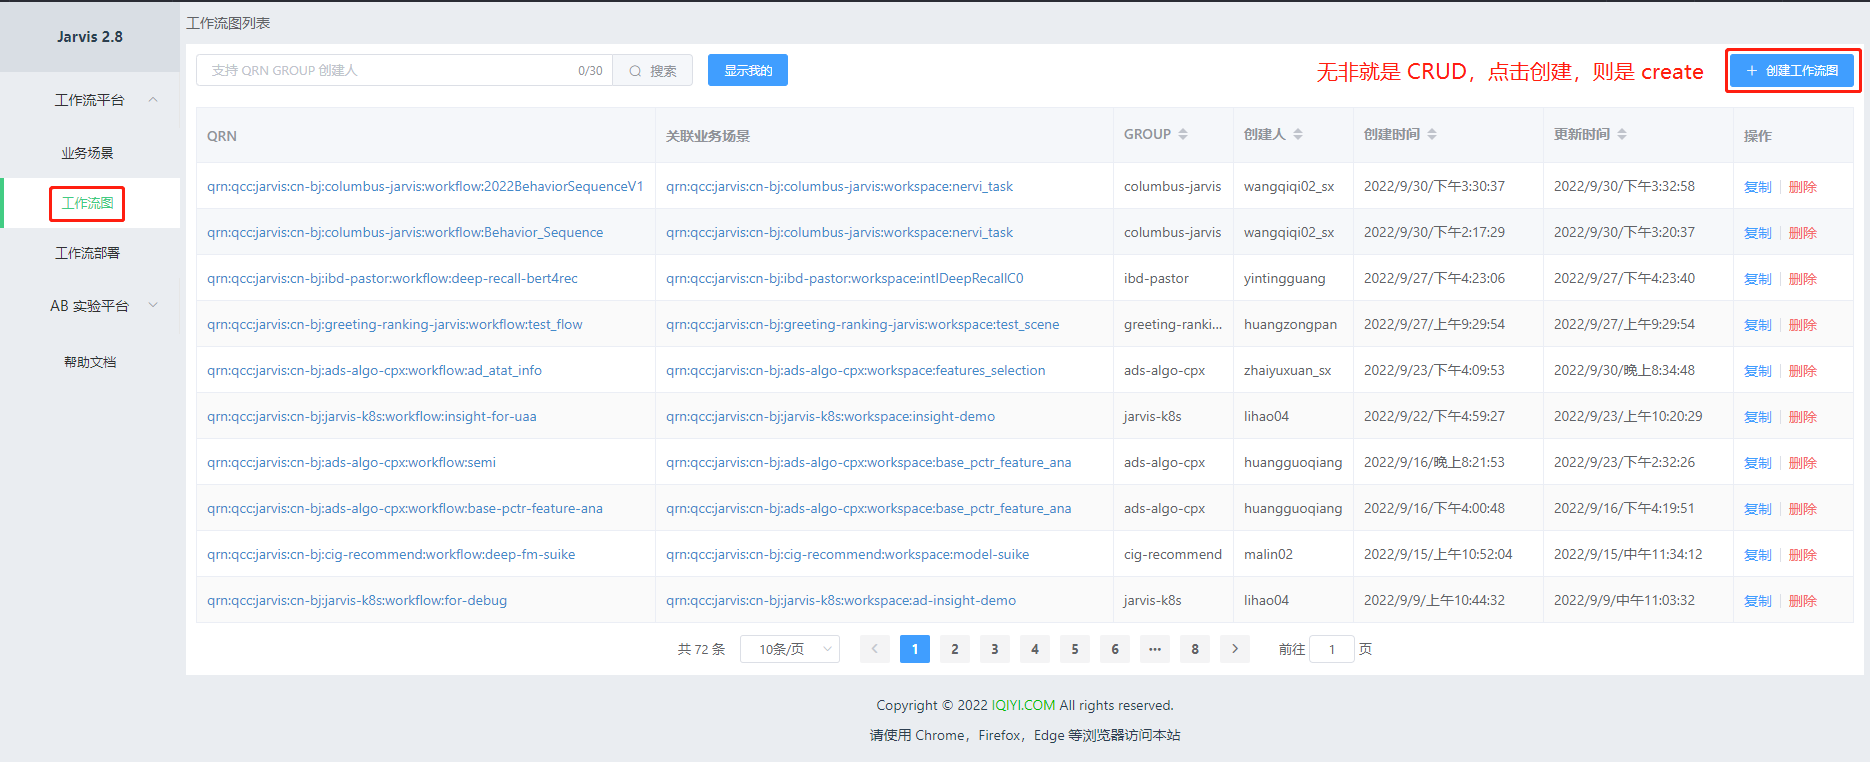 Jarvis 2.8
工作流平台
业务场景
工作流图
工作流部署
AB 实验平台
帮助文档
工作流图列表
支持 QRN GROUP 创建人 0/30 搜索 显示我的 无非就是 CRUD，点击创建，则是 create + 创建工作流图
QRN 关联业务场景 GROUP 创建人 创建时间 更新时间 操作
qrn:qcc:jarvis:cn-bj:columbus-jarvis:workflow:2022BehaviorSequenceV1 qrn:qcc:jarvis:cn-bj:columbus-jarvis:workspace:nervi_task columbus-jarvis wangqiqi02_sx 2022/9/30/下午3:30:37 2022/9/30/下午3:32:58 复制 删除
qrn:qcc:jarvis:cn-bj:columbus-jarvis:workflow:Behavior_Sequence qrn:qcc:jarvis:cn-bj:columbus-jarvis:workspace:nervi_task columbus-jarvis wangqiqi02_sx 2022/9/30/下午2:17:29 2022/9/30/下午3:20:37 复制 删除
qrn:qcc:jarvis:cn-bj:ibd-pastor:workflow:deep-recall-bert4rec qrn:qcc:jarvis:cn-bj:ibd-pastor:workspace:intlDeepRecallC0 ibd-pastor yintingguang 2022/9/27/下午4:23:06 2022/9/27/下午4:23:40 复制 删除
qrn:qcc:jarvis:cn-bj:greeting-ranking-jarvis:workflow:test_flow qrn:qcc:jarvis:cn-bj:greeting-ranking-jarvis:workspace:test_scene greeting-ranki... huangzongpan 2022/9/27/上午9:29:54 2022/9/27/上午9:29:54 复制 删除
qrn:qcc:jarvis:cn-bj:ads-algo-cpx:workflow:ad_atat_info qrn:qcc:jarvis:cn-bj:ads-algo-cpx:workspace:features_selection ads-algo-cpx zhaiyuxuan_sx 2022/9/23/下午4:09:53 2022/9/30/晚上8:34:48 复制 删除
qrn:qcc:jarvis:cn-bj:jarvis-k8s:workflow:insight-for-uaa qrn:qcc:jarvis:cn-bj:jarvis-k8s:workspace:insight-demo jarvis-k8s lihao04 2022/9/22/下午4:59:27 2022/9/23/上午10:20:29 复制 删除
qrn:qcc:jarvis:cn-bj:ads-algo-cpx:workflow:semi qrn:qcc:jarvis:cn-bj:ads-algo-cpx:workspace:base_pctr_feature_ana ads-algo-cpx huangguoqiang 2022/9/16/晚上8:21:53 2022/9/23/下午2:32:26 复制 删除
qrn:qcc:jarvis:cn-bj:ads-algo-cpx:workflow:base-pctr-feature-ana qrn:qcc:jarvis:cn-bj:ads-algo-cpx:workspace:base_pctr_feature_ana ads-algo-cpx huangguoqiang 2022/9/16/下午4:00:48 2022/9/16/下午4:19:51 复制 删除
qrn:qcc:jarvis:cn-bj:cig-recommend:workflow:deep-fm-suike qrn:qcc:jarvis:cn-bj:cig-recommend:workspace:model-suike cig-recommend malin02 2022/9/15/上午10:52:04 2022/9/15/中午11:34:12 复制 删除
qrn:qcc:jarvis:cn-bj:jarvis-k8s:workflow:for-debug qrn:qcc:jarvis:cn-bj:jarvis-k8s:workspace:ad-insight-demo jarvis-k8s lihao04 2022/9/9/上午10:44:32 2022/9/9/中午11:03:32 复制 删除
共 72 条 10条/页 < 1 2 3 4 5 6 ··· 8 > 前往 1 页
Copyright © 2022 IQIYI.COM All rights reserved.
请使用 Chrome，Firefox，Edge 等浏览器访问本站